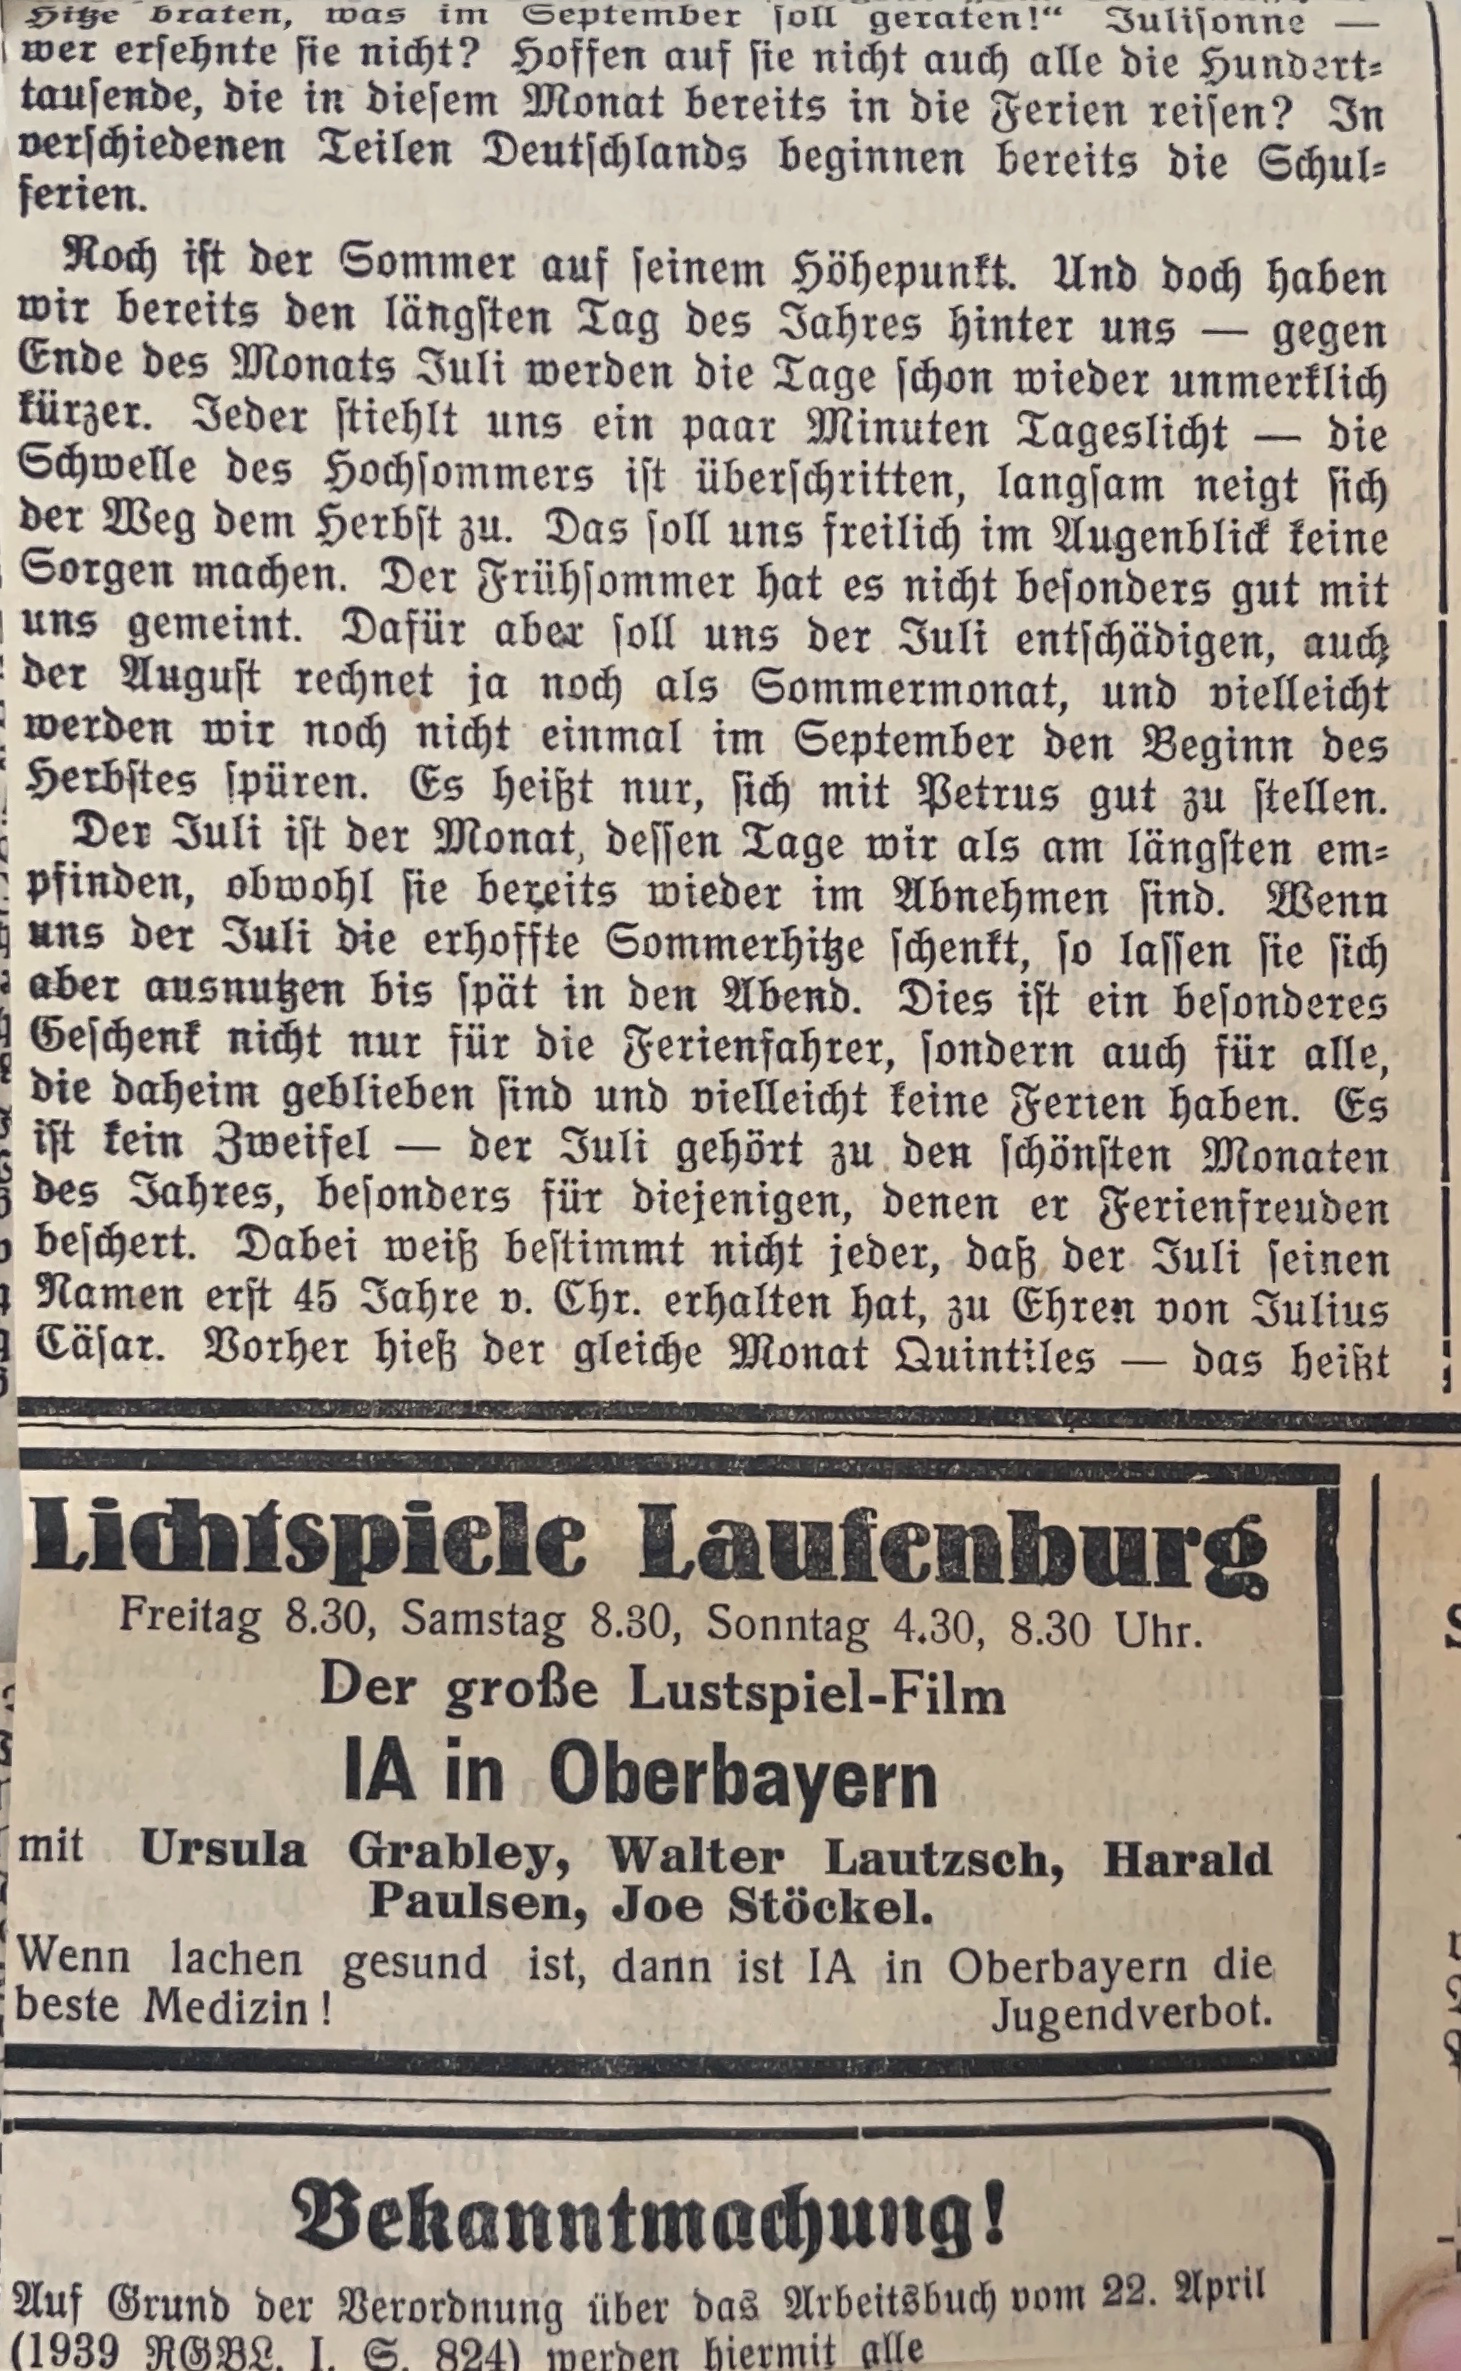 Hitze braten, was im September soll geraten!“ Julisonne —
wer ersehnte sie nicht? Hoffen auf sie nicht auch alle die Hundert-
tausende, die in diesem Monat bereits in die Ferien reisen? In
verschiedenen Teilen Deutschlands beginnen bereits die Schul-
ferien.
Noch ist der Sommer auf seinem Höhepunkt. Und doch haben
wir bereits den längsten Tag des Jahres hinter uns — gegen
Ende des Monats Juli werden die Tage schon wieder unmerklich
kürzer. Jeder stiehlt uns ein paar Minuten Tageslicht — die
Schwelle des Hochsommers ist überschritten, langsam neigt sich
der Weg dem Herbst zu. Das soll uns freilich im Augenblick keine
Sorgen machen. Der Frühsommer hat es nicht besonders gut mit
uns gemeint. Dafür aber soll uns der Juli entschädigen, auch
der August rechnet ja noch als Sommermonat, und vielleicht
werden wir noch nicht einmal im September den Beginn des
Herbstes spüren. Es heißt nur, sich mit Petrus gut zu stellen.
Der Juli ist der Monat, dessen Tage wir als am längsten em-
pfinden, obwohl sie bereits wieder im Abnehmen sind. Wenn
uns der Juli die erhoffte Sommerhitze schenkt, so lassen sie sich
aber ausnutzen bis spät in den Abend. Dies ist ein besonderes
Geschenk nicht nur für die Ferienfahrer, sondern auch für alle,
die daheim geblieben sind und vielleicht keine Ferien haben. Es
ist kein Zweifel — der Juli gehört zu den schönsten Monaten
des Jahres, besonders für diejenigen, denen er Ferienfreuden
beschert. Dabei weiß bestimmt nicht jeder, daß der Juli seinen
Namen erst 45 Jahre v. Chr. erhalten hat, zu Ehren von Julius
Cäsar. Vorher hieß der gleiche Monat Quintiles — das heißt
Lichtspiele Laufenburg
Freitag 8.30, Samstag 8.30, Sonntag 4.30, 8.30 Uhr.
Der große Lustspiel-Film
IA in Oberbayern
mit Ursula Grabley, Walter Lautzsch, Harald
Paulsen, Joe Stöckel.
Wenn lachen gesund ist, dann ist IA in Oberbayern die
beste Medizin! Jugendverbot.
Bekanntmachung!
Auf Grund der Verordnung über das Arbeitsbuch vom 22. April
(1939 RGBl. I. S. 824) werden hiermit alle